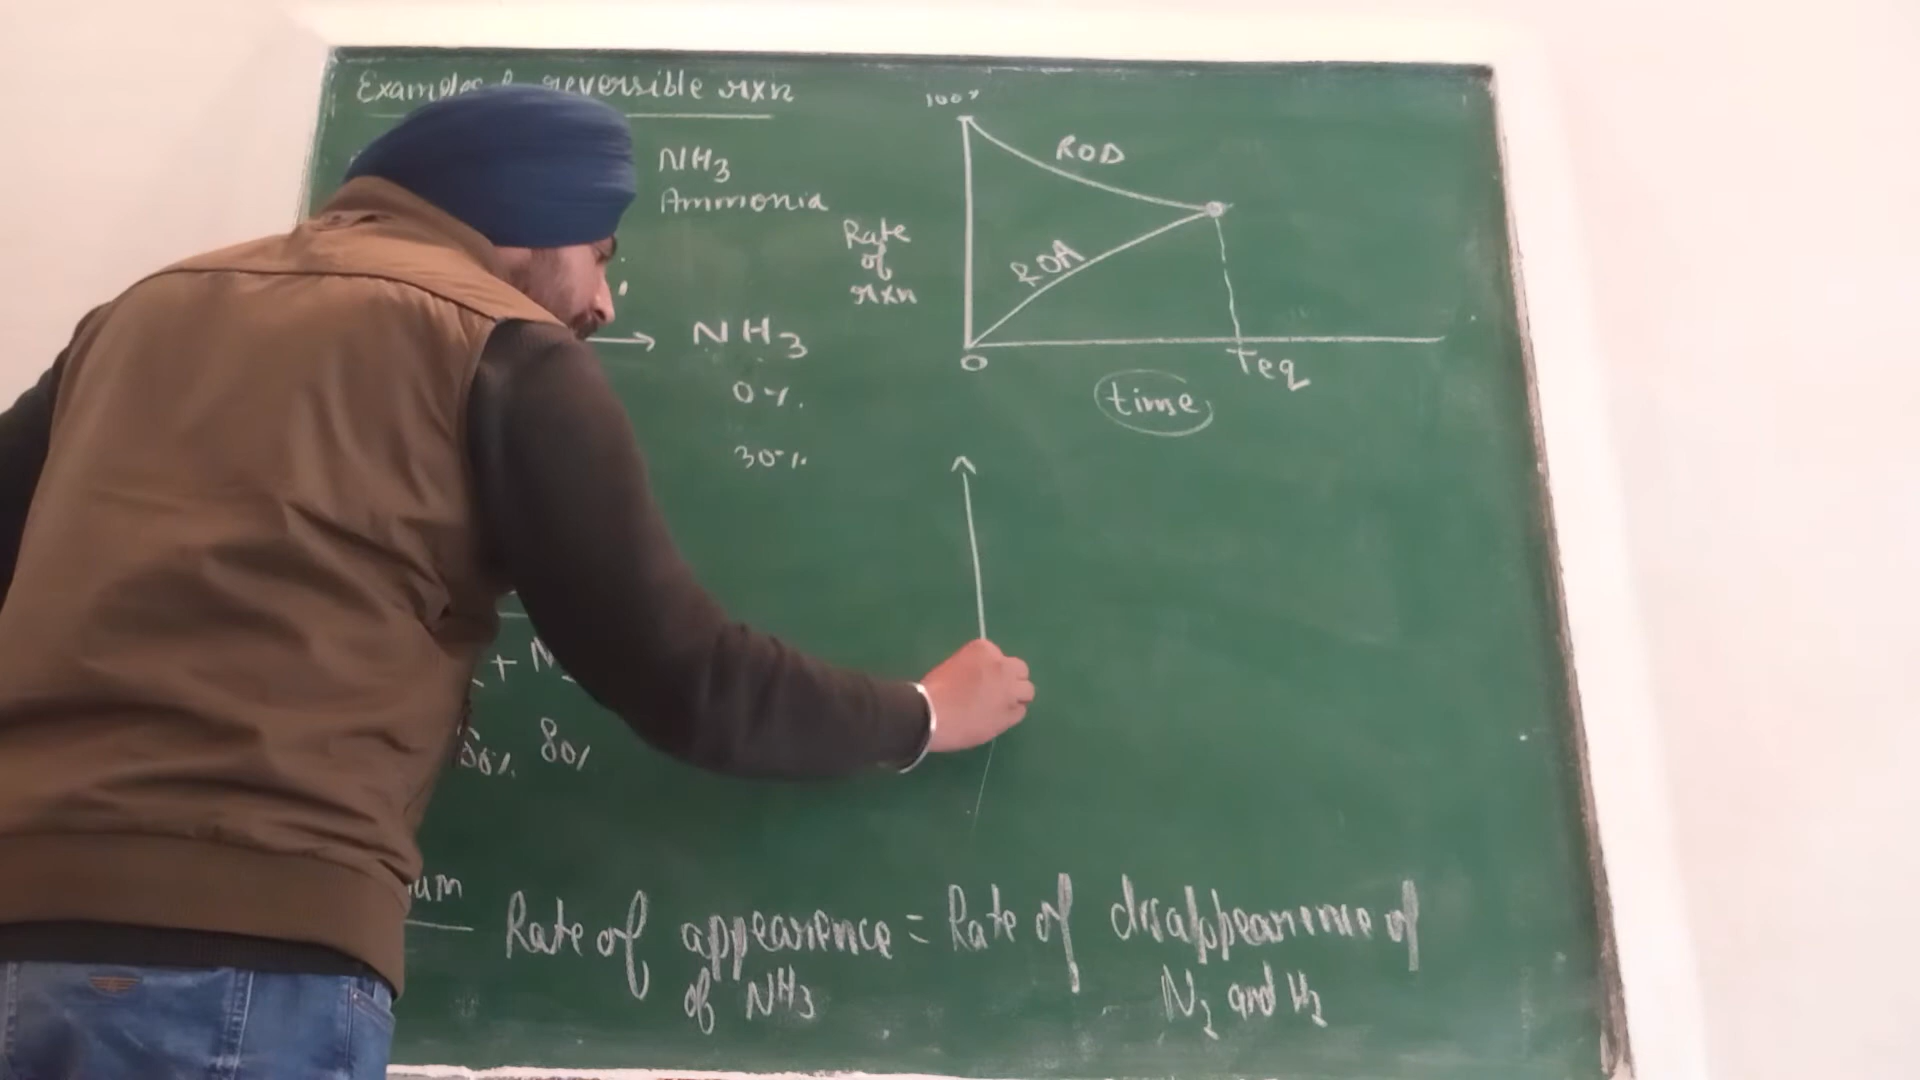 Examples reversible rxn
NH3
Ammonia
→ NH3
0%.
30%.
100%
ROD
Rate
of
rxn
ROA
0
Teq
time
+ N
80%
um
Rate of appearence = Rate of disappearence of
of NH3 N2 and H2